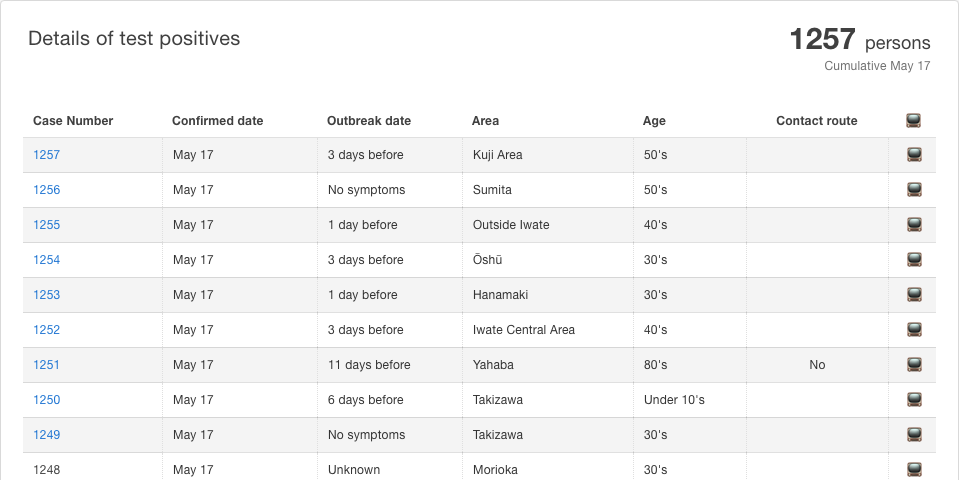 Details of test positives
1257 persons
Cumulative May 17
Case Number Confirmed date Outbreak date Area Age Contact route
1257 May 17 3 days before Kuji Area 50's
1256 May 17 No symptoms Sumita 50's
1255 May 17 1 day before Outside Iwate 40's
1254 May 17 3 days before Ōshū 30's
1253 May 17 1 day before Hanamaki 30's
1252 May 17 3 days before Iwate Central Area 40's
1251 May 17 11 days before Yahaba 80's No
1250 May 17 6 days before Takizawa Under 10's
1249 May 17 No symptoms Takizawa 30's
1248 May 17 Unknown Morioka 30's